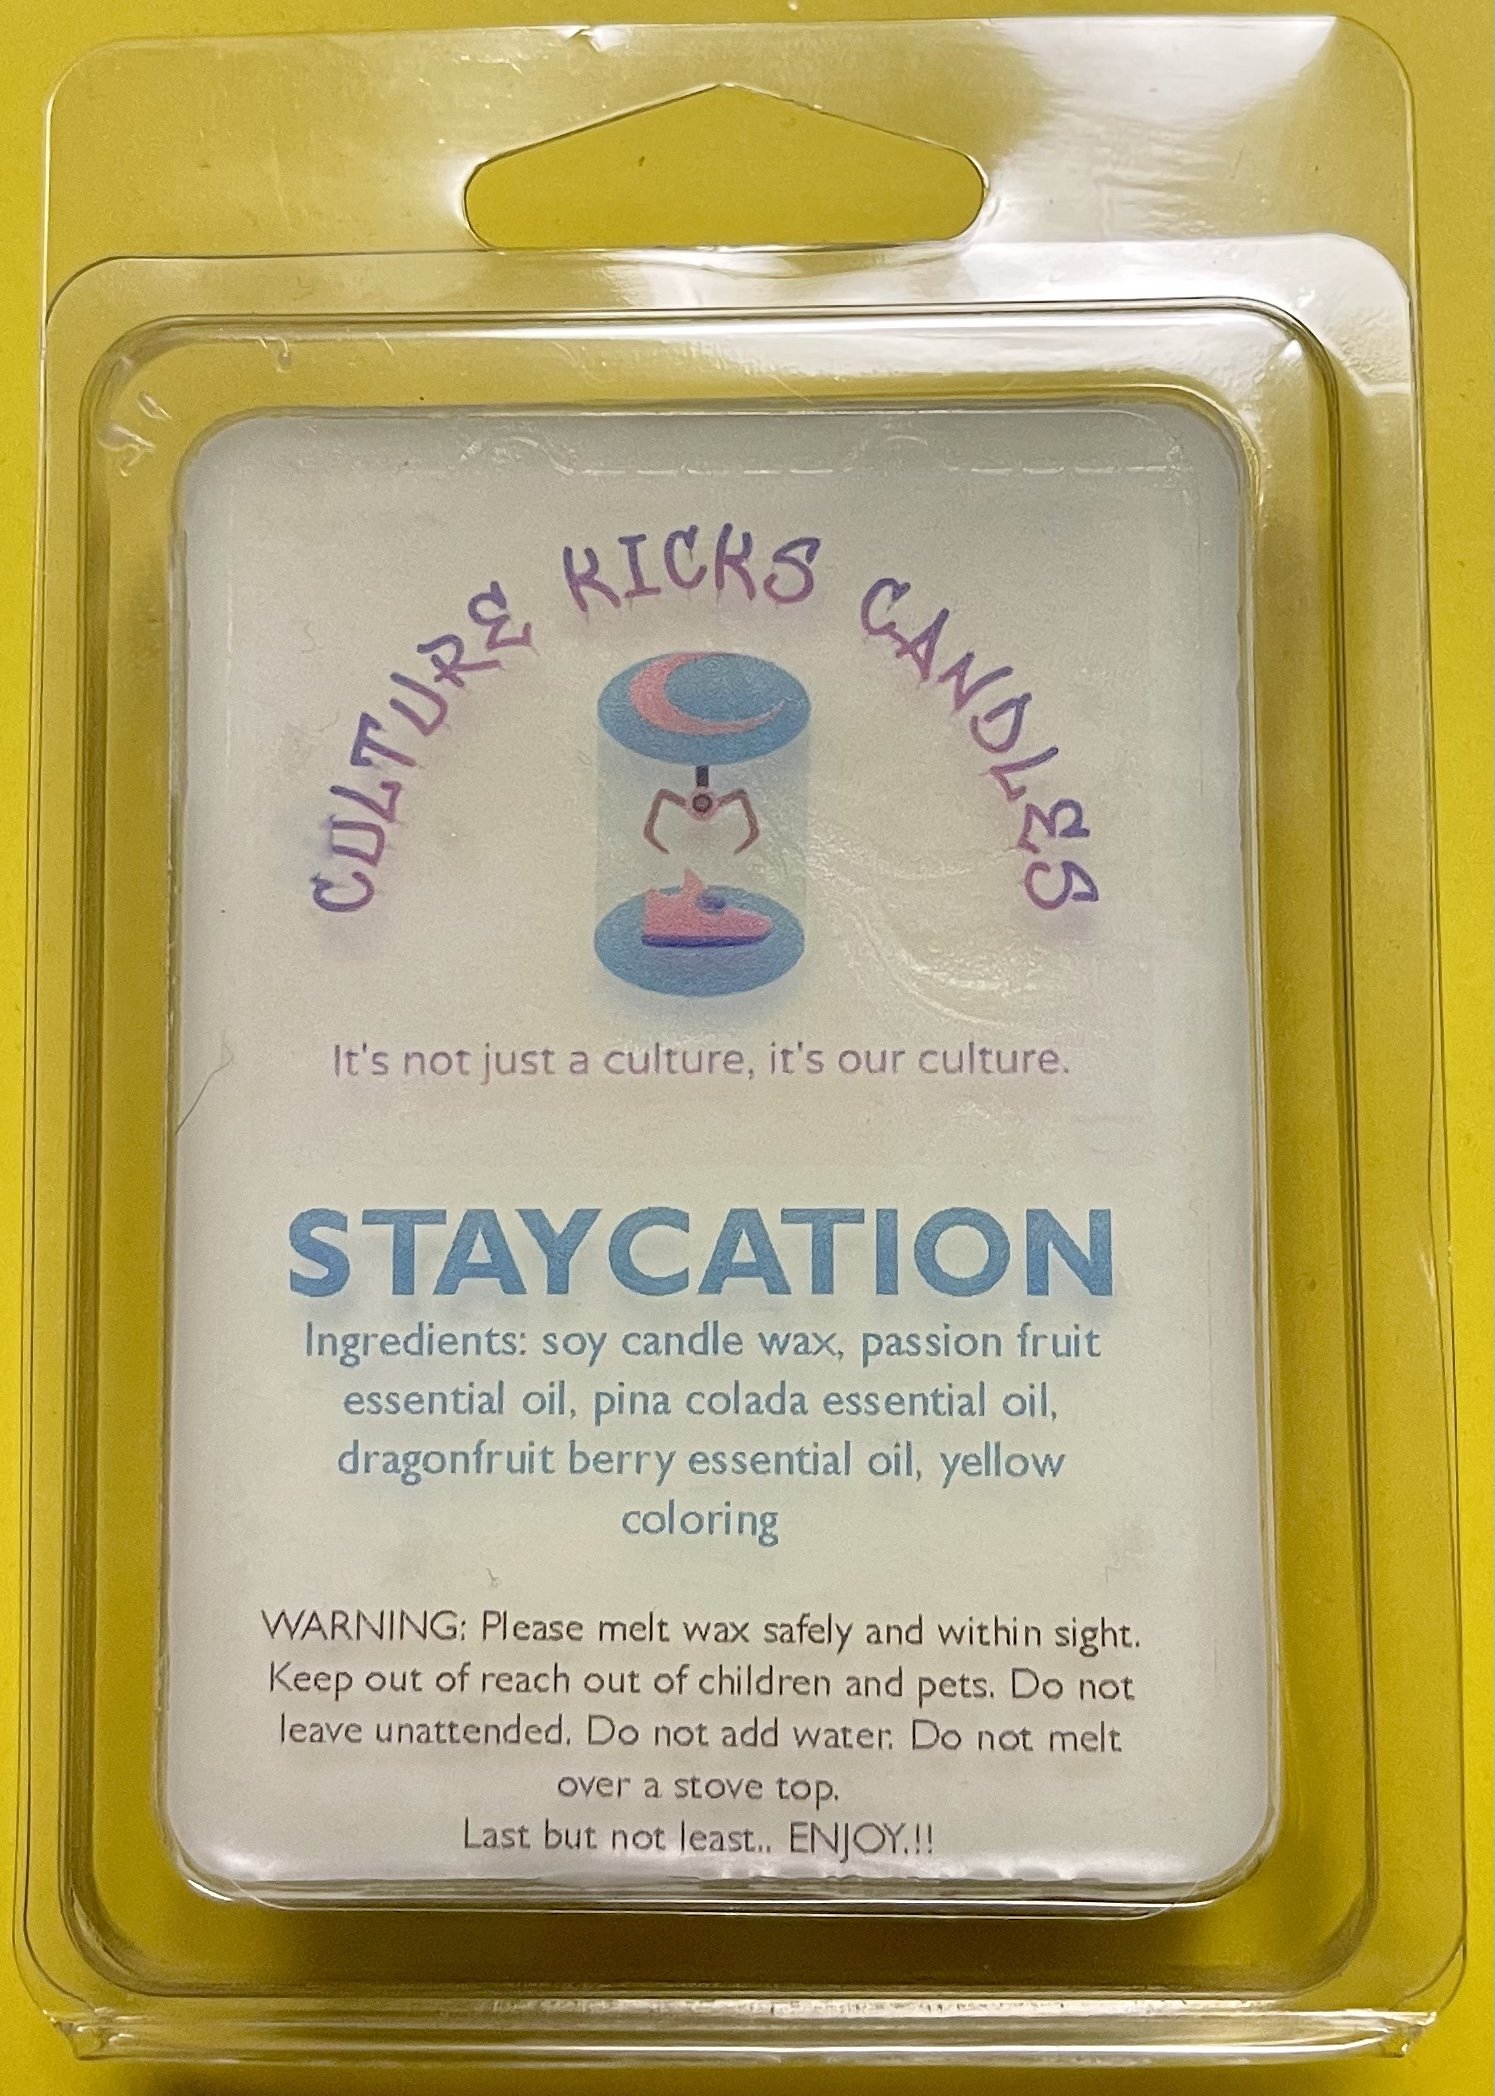 CULTURE KICKS CANDLES
It's not just a culture, it's our culture.
STAYCATION
Ingredients: soy candle wax, passion fruit
essential oil, pina colada essential oil,
dragonfruit berry essential oil, yellow
coloring
WARNING: Please melt wax safely and within sight.
Keep out of reach out of children and pets. Do not
leave unattended. Do not add water. Do not melt
over a stove top.
Last but not least.. ENJOY.!!